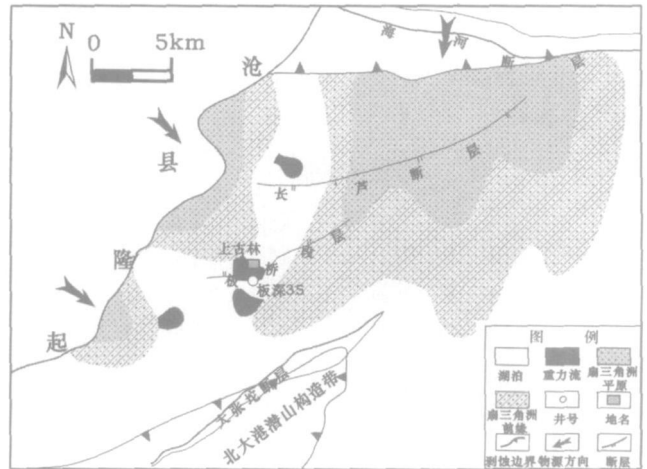 N
0 5km
海河断层
沧县隆起
长芦断层
上古林
板桥断层
板深35
大张坨断层
北大港潜山构造带
图 例
湖泊
重力流
扇三角洲平原
扇三角洲前缘
井号
地名
剥蚀边界
物源方向
断层